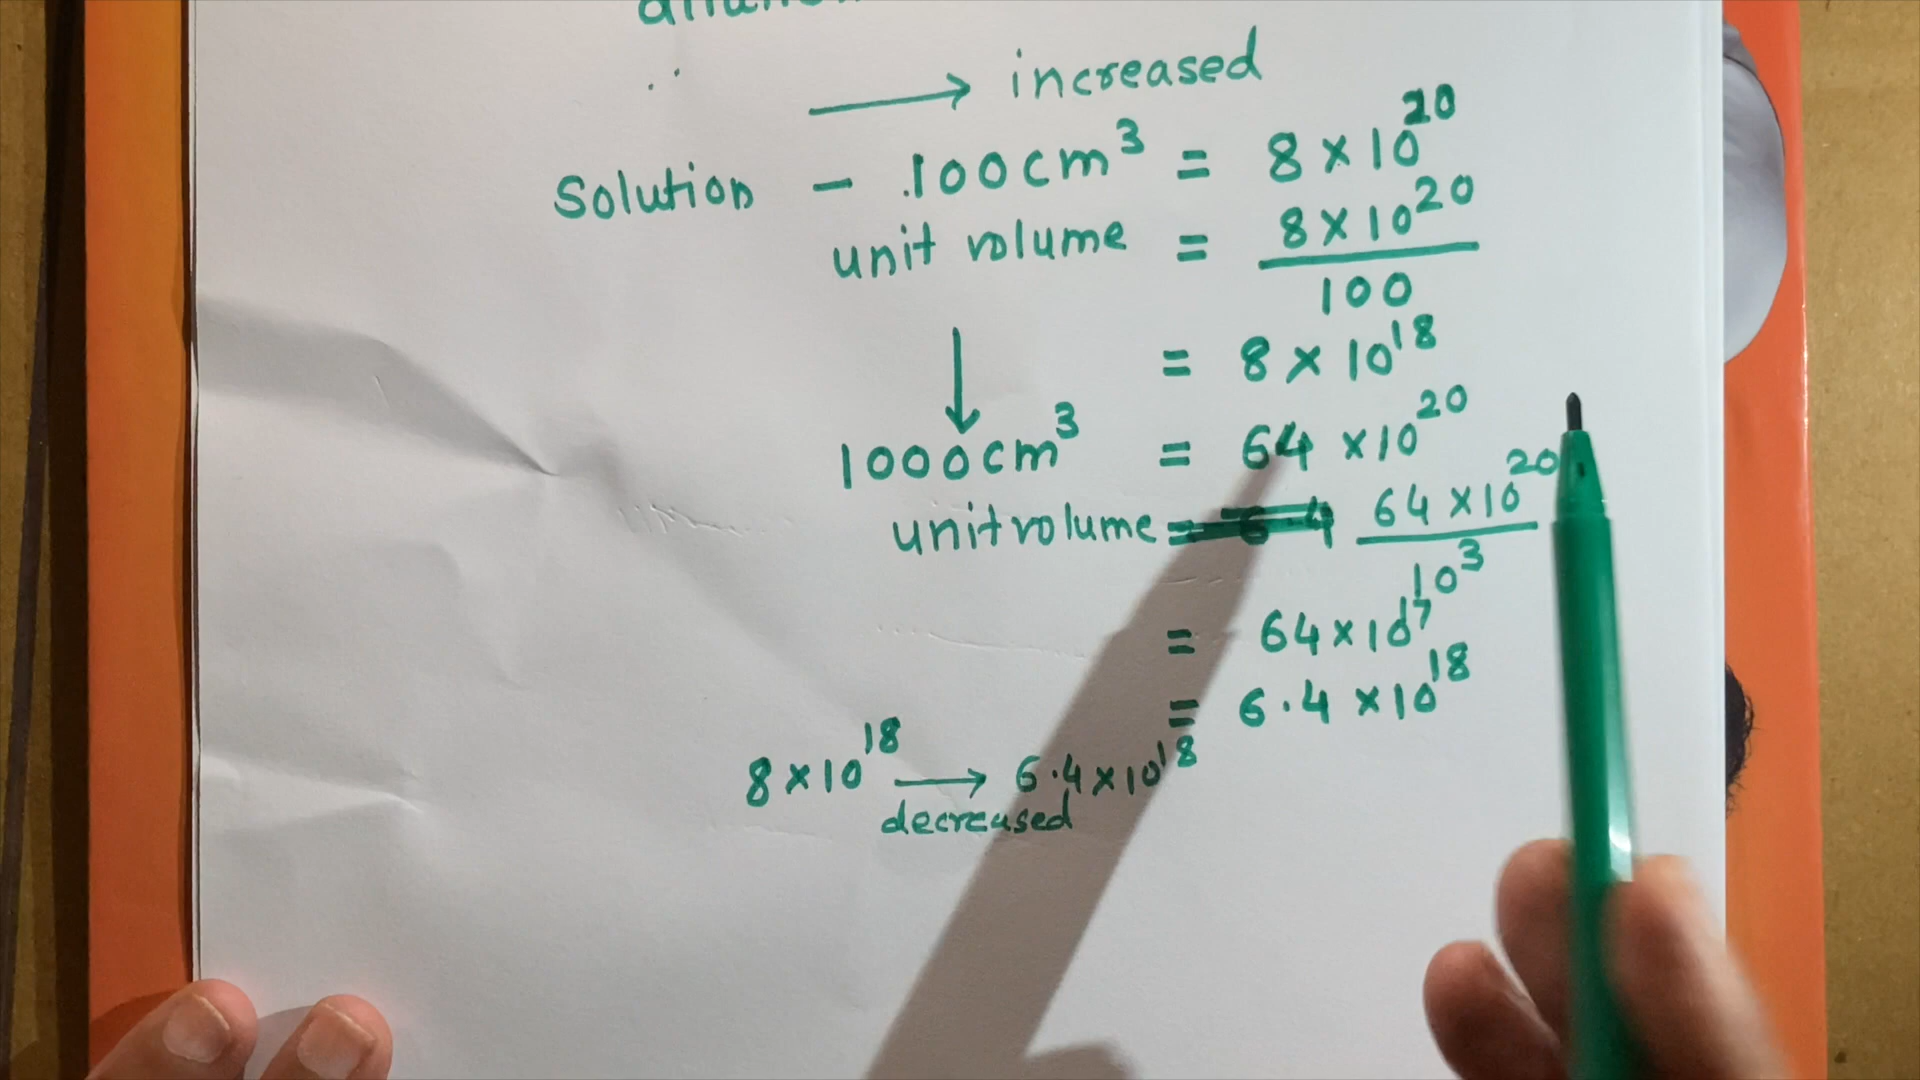 → increased
Solution - .100cm³ = 8×10²⁰
unit volume = 8×10²⁰/100
= 8×10¹⁸
↓
1000cm³ = 64×10²⁰
unit volume = 64×10²⁰/10³
= 64×10¹⁷
= 6.4×10¹⁸
8×10¹⁸ → 6.4×10¹⁸
decreased